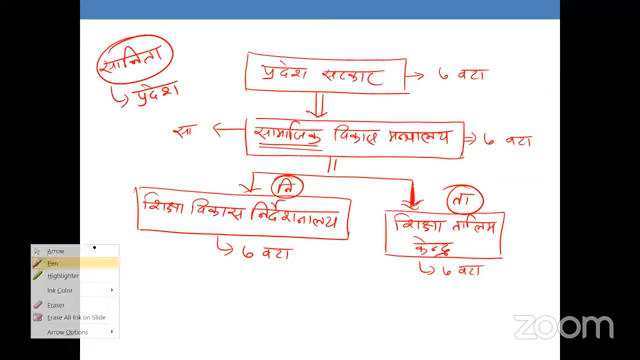 सानिता
↳ प्रदेश
प्रदेश सरकार → ७ वटा
सा ← सामाजिक विकास मन्त्रालय ⇒ ७ वटा
नि
शिक्षा विकास निर्देशनालय
↳ ७ वटा
ता
शिक्षा तालिम
केन्द्र
↳ ७ वटा
Arrow
Pen
Highlighter
Ink Color
Eraser
Erase All Ink on Slide
Arrow Options
zoom